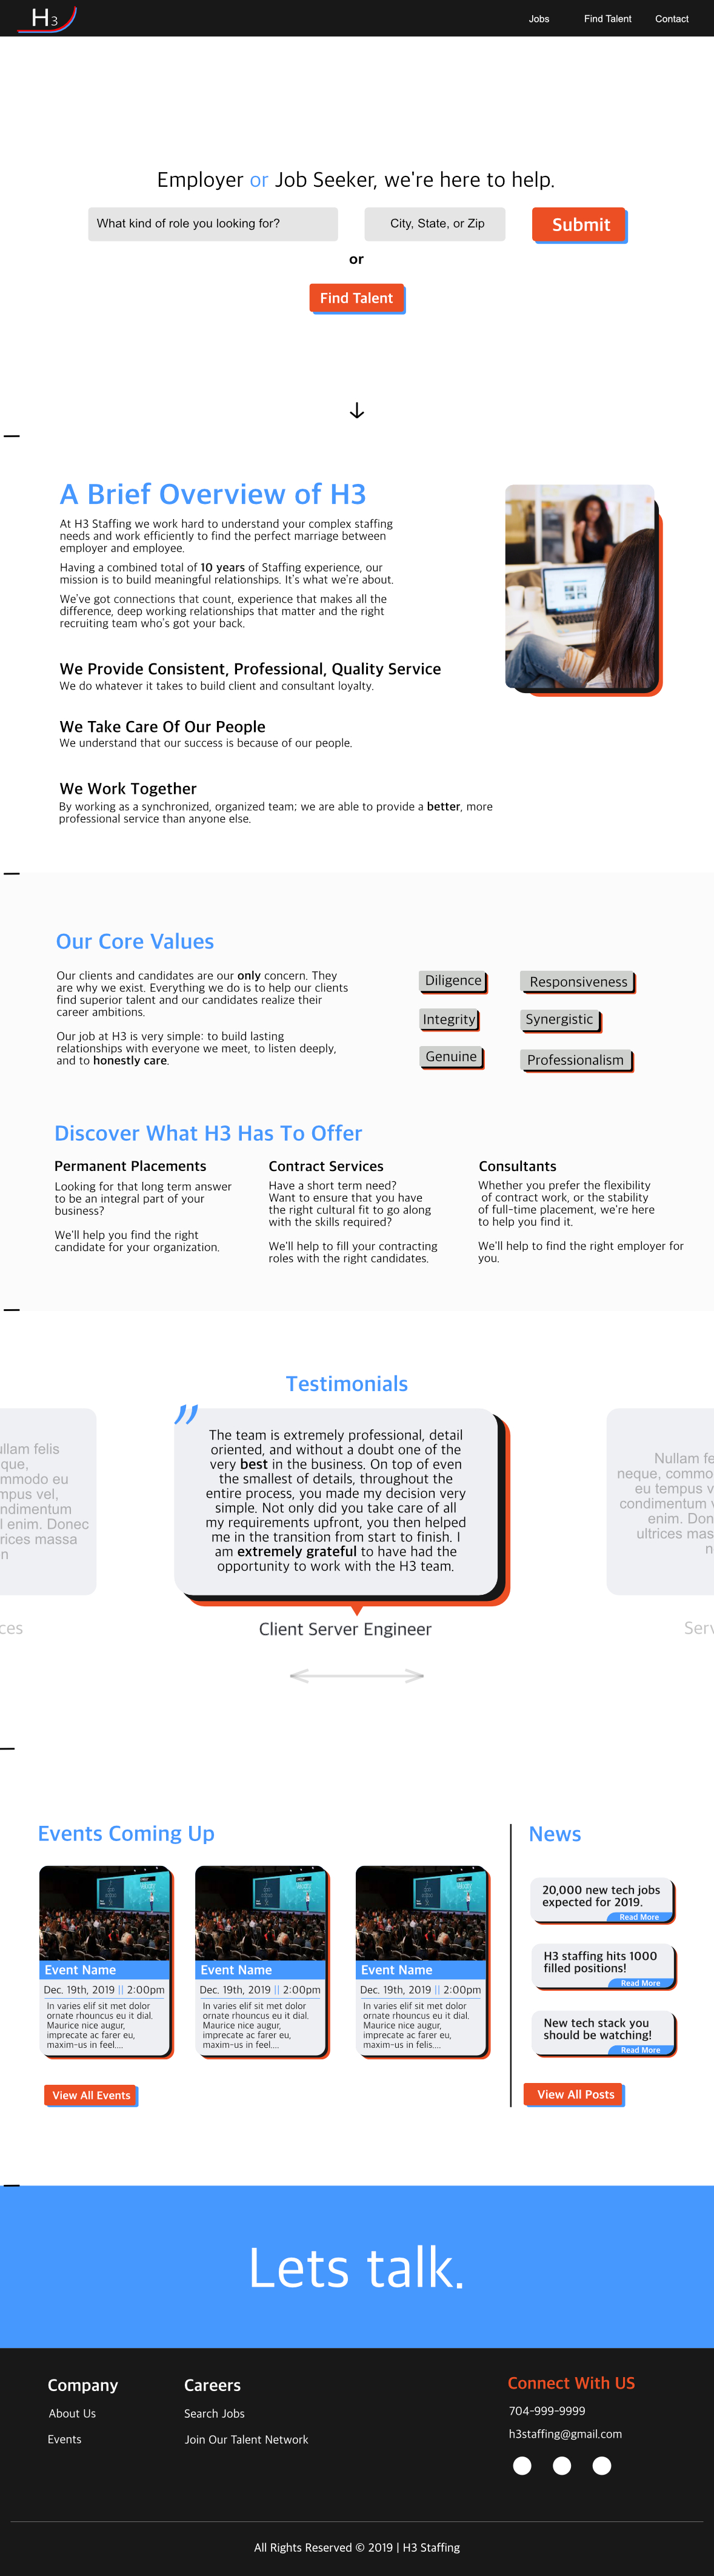 H3
Jobs
Find Talent
Contact
Employer or Job Seeker, we're here to help.
What kind of role you looking for?
City, State, or Zip
Submit
or
Find Talent
A Brief Overview of H3
At H3 Staffing we work hard to understand your complex staffing
needs and work efficiently to find the perfect marriage between
employer and employee.
Having a combined total of 10 years of Staffing experience, our
mission is to build meaningful relationships. It's what we're about.
We've got connections that count, experience that makes all the
difference, deep working relationships that matter and the right
recruiting team who's got your back.
We Provide Consistent, Professional, Quality Service
We do whatever it takes to build client and consultant loyalty.
We Take Care Of Our People
We understand that our success is because of our people.
We Work Together
By working as a synchronized, organized team; we are able to provide a better, more
professional service than anyone else.
Our Core Values
Our clients and candidates are our only concern. They
are why we exist. Everything we do is to help our clients
find superior talent and our candidates realize their
career ambitions.
Our job at H3 is very simple: to build lasting
relationships with everyone we meet, to listen deeply,
and to honestly care.
Diligence
Responsiveness
Integrity
Synergistic
Genuine
Professionalism
Discover What H3 Has To Offer
Permanent Placements
Looking for that long term answer
to be an integral part of your
business?
We'll help you find the right
candidate for your organization.
Contract Services
Have a short term need?
Want to ensure that you have
the right cultural fit to go along
with the skills required?
We'll help to fill your contracting
roles with the right candidates.
Consultants
Whether you prefer the flexibility
of contract work, or the stability
of full-time placement, we're here
to help you find it.
We'll help to find the right employer for
you.
Testimonials
ullam felis
que,
mmodo eu
mpus vel,
ndimentum
l enim. Donec
rices massa
n
ces
"
The team is extremely professional, detail
oriented, and without a doubt one of the
very best in the business. On top of even
the smallest of details, throughout the
entire process, you made my decision very
simple. Not only did you take care of all
my requirements upfront, you then helped
me in the transition from start to finish. I
am extremely grateful to have had the
opportunity to work with the H3 team.
Client Server Engineer
Nullam fe
neque, commo
eu tempus v
condimentum v
enim. Don
ultrices mas
n
Serv
Events Coming Up
Event Name
Dec. 19th, 2019 || 2:00pm
In varies elif sit met dolor
ornate rhouncus eu it dial.
Maurice nice augur,
imprecate ac farer eu,
maxim-us in feel....
Event Name
Dec. 19th, 2019 || 2:00pm
In varies elif sit met dolor
ornate rhouncus eu it dial.
Maurice nice augur,
imprecate ac farer eu,
maxim-us in feel....
Event Name
Dec. 19th, 2019 || 2:00pm
In varies elif sit met dolor
ornate rhouncus eu it dial.
Maurice nice augur,
imprecate ac farer eu,
maxim-us in felis....
View All Events
News
20,000 new tech jobs
expected for 2019.
Read More
H3 staffing hits 1000
filled positions!
Read More
New tech stack you
should be watching!
Read More
View All Posts
Lets talk.
Company
About Us
Events
Careers
Search Jobs
Join Our Talent Network
Connect With US
704-999-9999
h3staffing@gmail.com
All Rights Reserved © 2019 | H3 Staffing